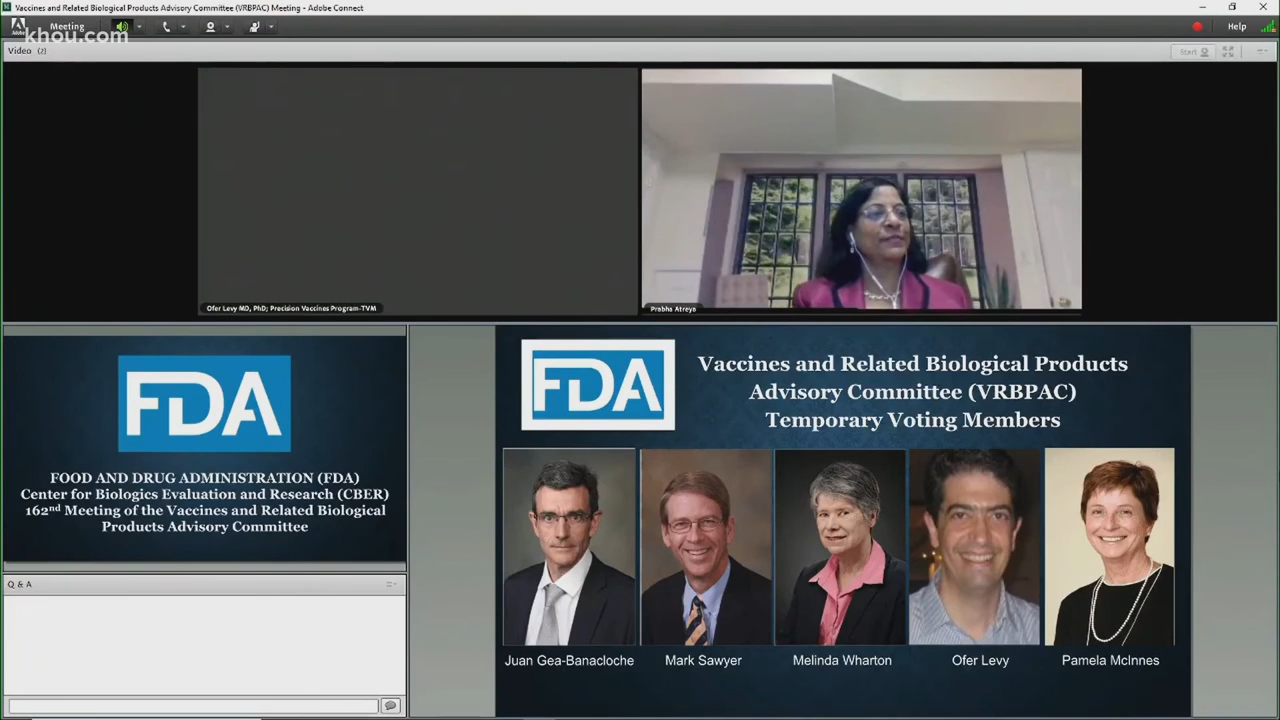 Vaccines and Related Biological Products Advisory Committee (VRBPAC) Meeting - Adobe Connect
Meeting
Help
khou.com
Video (2)
Start
Ofer Levy MD, PhD; Precision Vaccines Program-TVM
Prabha Atreya
FDA
FOOD AND DRUG ADMINISTRATION (FDA)
Center for Biologics Evaluation and Research (CBER)
162nd Meeting of the Vaccines and Related Biological
Products Advisory Committee
Q & A
FDA
Vaccines and Related Biological Products
Advisory Committee (VRBPAC)
Temporary Voting Members
Juan Gea-Banacloche
Mark Sawyer
Melinda Wharton
Ofer Levy
Pamela McInnes